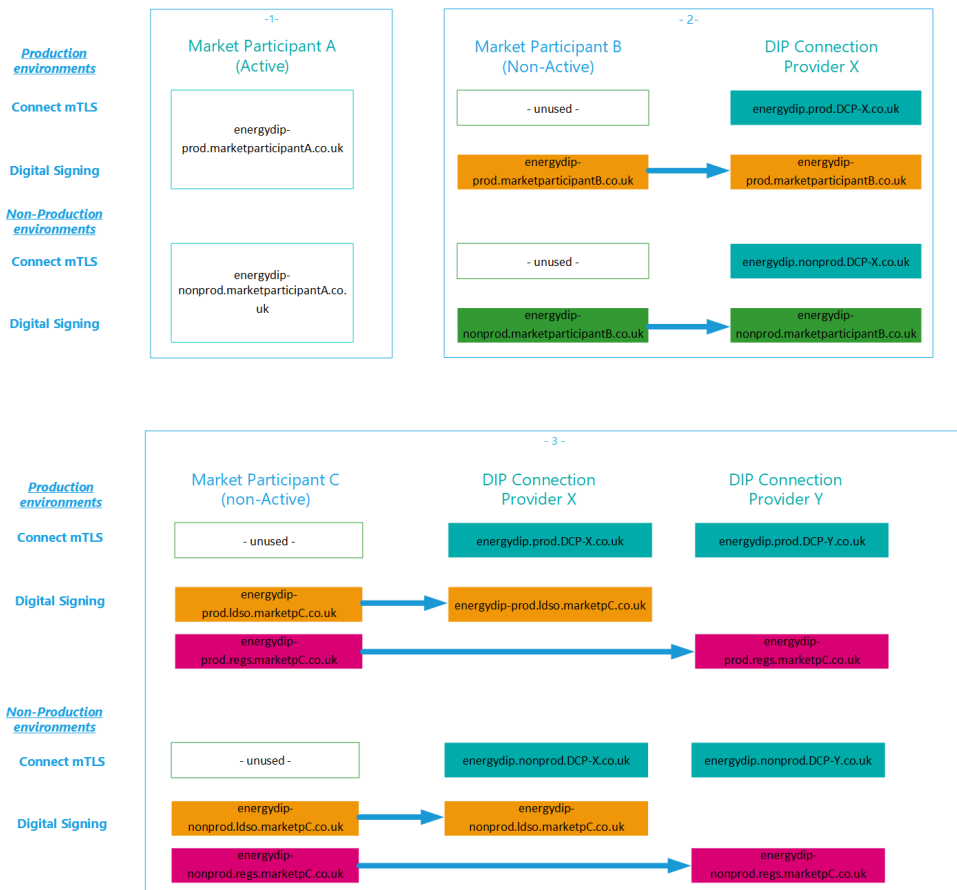 -1-
Market Participant A
(Active)
- 2-
Market Participant B
(Non-Active)
DIP Connection
Provider X
Production
environments
Connect mTLS
energydip-
prod.marketparticipantA.co.uk
- unused -
energydip.prod.DCP-X.co.uk
Digital Signing
energydip-
prod.marketparticipantB.co.uk
energydip-
prod.marketparticipantB.co.uk
Non-Production
environments
Connect mTLS
energydip-
nonprod.marketparticipantA.co.
uk
- unused -
energydip.nonprod.DCP-X.co.uk
Digital Signing
energydip-
nonprod.marketparticipantB.co.uk
energydip-
nonprod.marketparticipantB.co.uk
- 3 -
Market Participant C
(non-Active)
DIP Connection
Provider X
DIP Connection
Provider Y
Production
environments
Connect mTLS
- unused -
energydip.prod.DCP-X.co.uk
energydip.prod.DCP-Y.co.uk
Digital Signing
energydip-
prod.ldso.marketpC.co.uk
energydip-prod.ldso.marketpC.co.uk
energydip-
prod.regs.marketpC.co.uk
energydip-
prod.regs.marketpC.co.uk
Non-Production
environments
Connect mTLS
- unused -
energydip.nonprod.DCP-X.co.uk
energydip.nonprod.DCP-Y.co.uk
Digital Signing
energydip-
nonprod.ldso.marketpC.co.uk
energydip-
nonprod.ldso.marketpC.co.uk
energydip-
nonprod.regs.marketpC.co.uk
energydip-
nonprod.regs.marketpC.co.uk